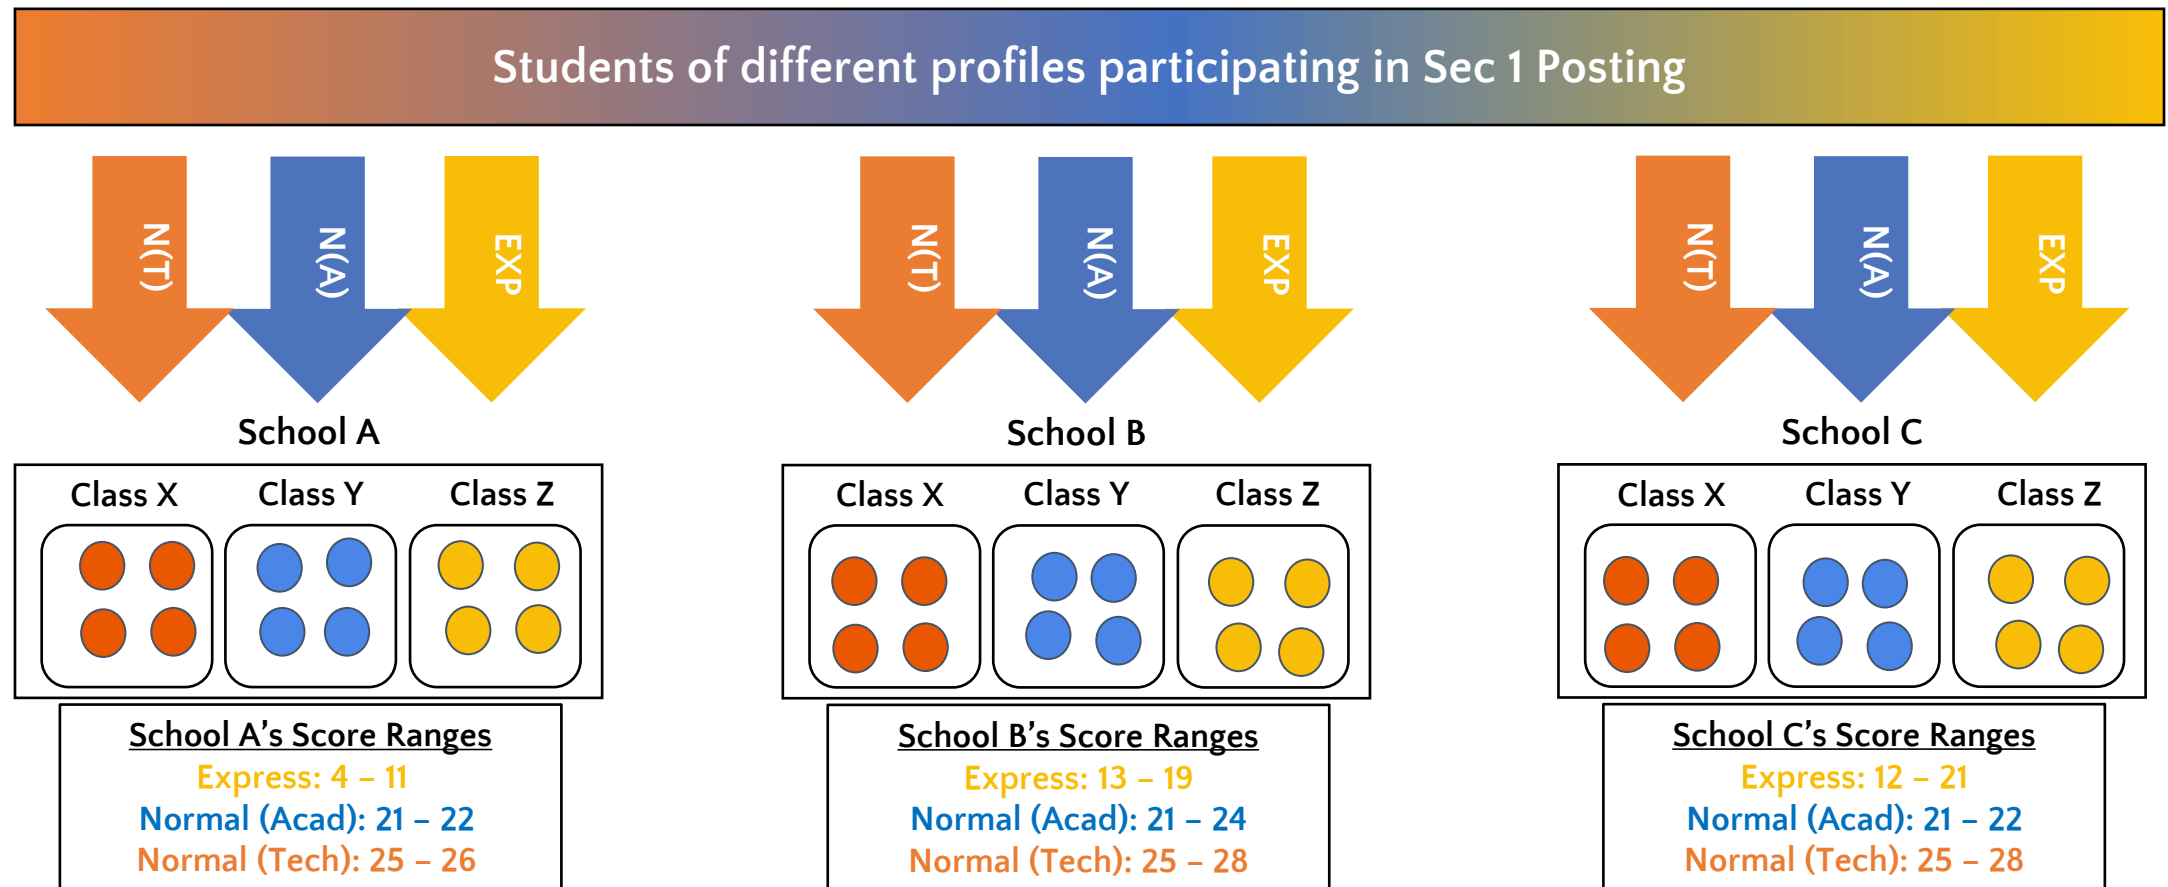 Students of different profiles participating in Sec 1 Posting
N(T)
N(A)
EXP
N(T)
N(A)
EXP
N(T)
N(A)
EXP
School A
School B
School C
Class X
Class Y
Class Z
Class X
Class Y
Class Z
Class X
Class Y
Class Z
School A’s Score Ranges
Express: 4 – 11
Normal (Acad): 21 – 22
Normal (Tech): 25 – 26
School B’s Score Ranges
Express: 13 – 19
Normal (Acad): 21 – 24
Normal (Tech): 25 – 28
School C’s Score Ranges
Express: 12 – 21
Normal (Acad): 21 – 22
Normal (Tech): 25 – 28